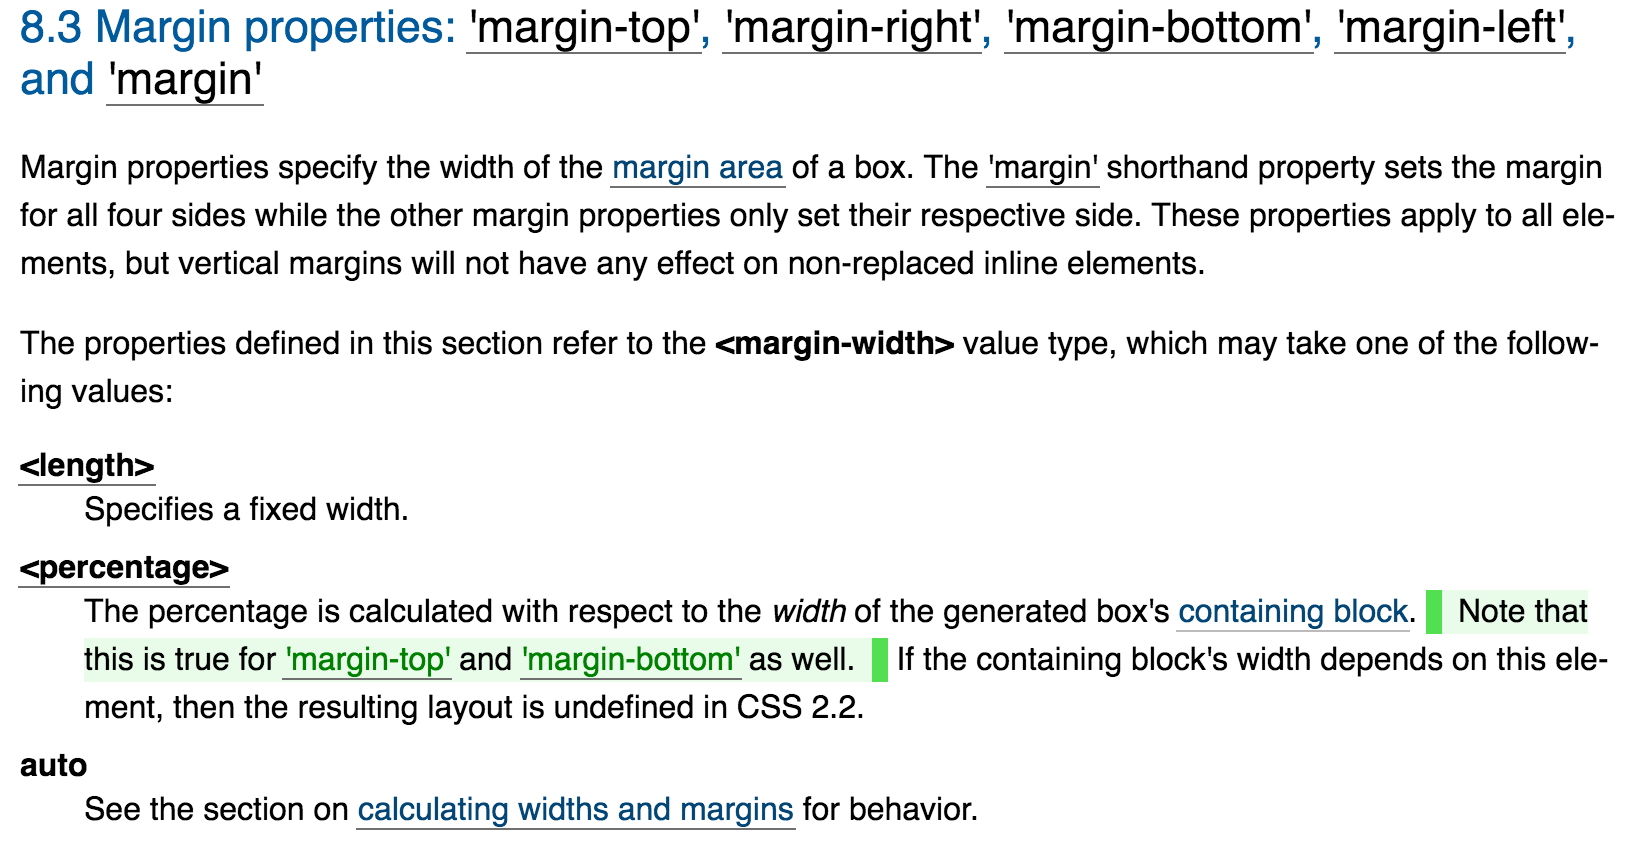 8.3 Margin properties: 'margin-top', 'margin-right', 'margin-bottom', 'margin-left',
and 'margin'
Margin properties specify the width of the margin area of a box. The 'margin' shorthand property sets the margin
for all four sides while the other margin properties only set their respective side. These properties apply to all ele-
ments, but vertical margins will not have any effect on non-replaced inline elements.
The properties defined in this section refer to the <margin-width> value type, which may take one of the follow-
ing values:
<length>
Specifies a fixed width.
<percentage>
The percentage is calculated with respect to the width of the generated box's containing block. Note that
this is true for 'margin-top' and 'margin-bottom' as well. If the containing block's width depends on this ele-
ment, then the resulting layout is undefined in CSS 2.2.
auto
See the section on calculating widths and margins for behavior.